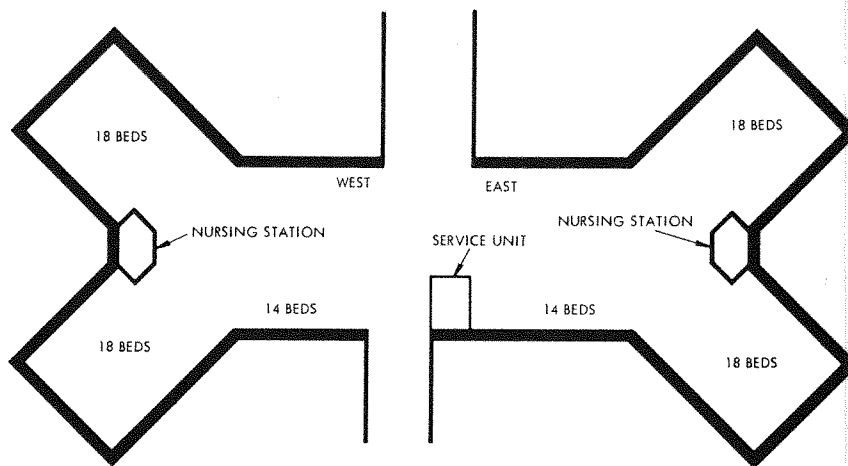 18 BEDS
18 BEDS
WEST
EAST
NURSING STATION
NURSING STATION
SERVICE UNIT
14 BEDS
14 BEDS
18 BEDS
18 BEDS